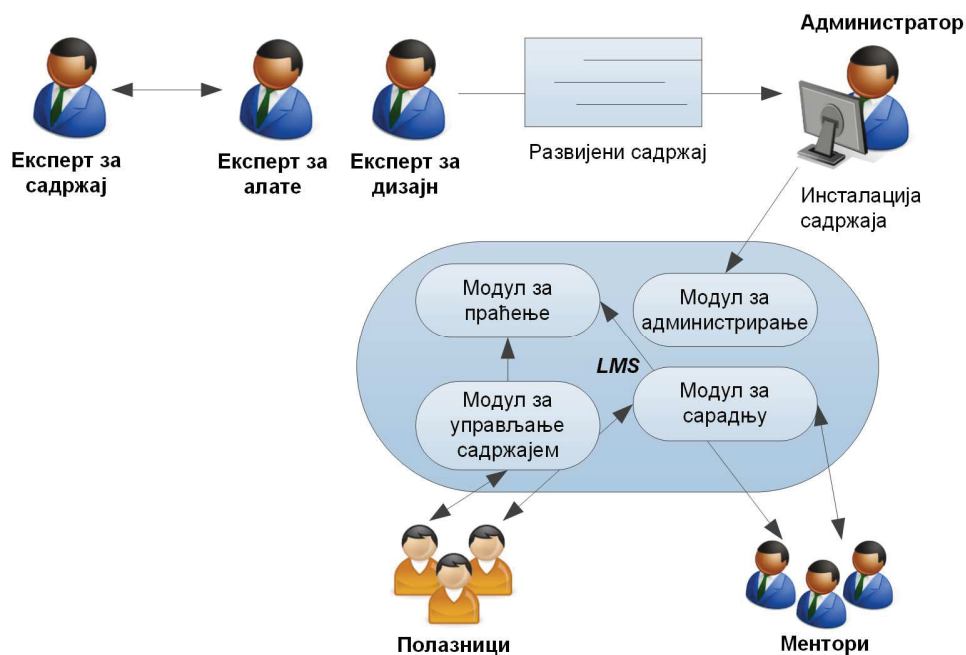 Администратор
Експерт за
садржај
Експерт за
алате
Експерт за
дизајн
Развијени садржај
Инсталација
садржаја
Модул за
праћење
Модул за
администрирање
LMS
Модул за
управљање
садржајем
Модул за
сарадњу
Полазници
Ментори